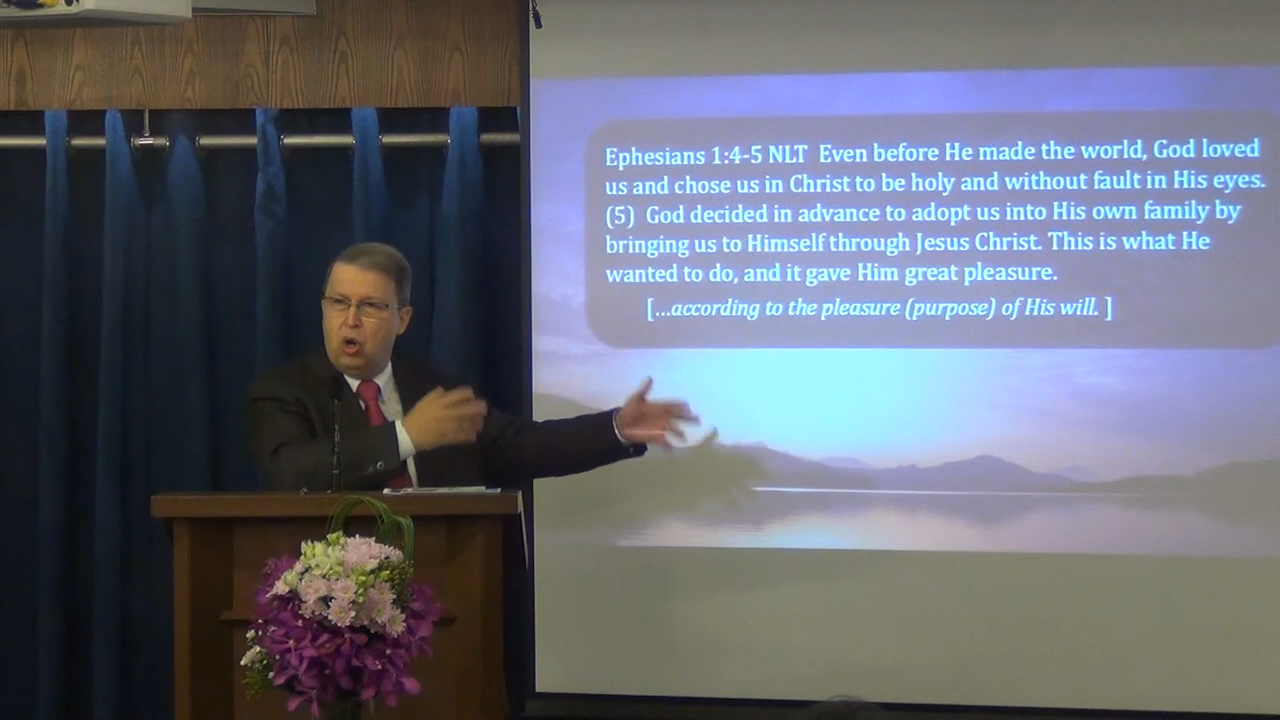 Ephesians 1:4-5 NLT  Even before He made the world, God loved
us and chose us in Christ to be holy and without fault in His eyes.
(5)  God decided in advance to adopt us into His own family by
bringing us to Himself through Jesus Christ. This is what He
wanted to do, and it gave Him great pleasure.
[...according to the pleasure (purpose) of His will. ]